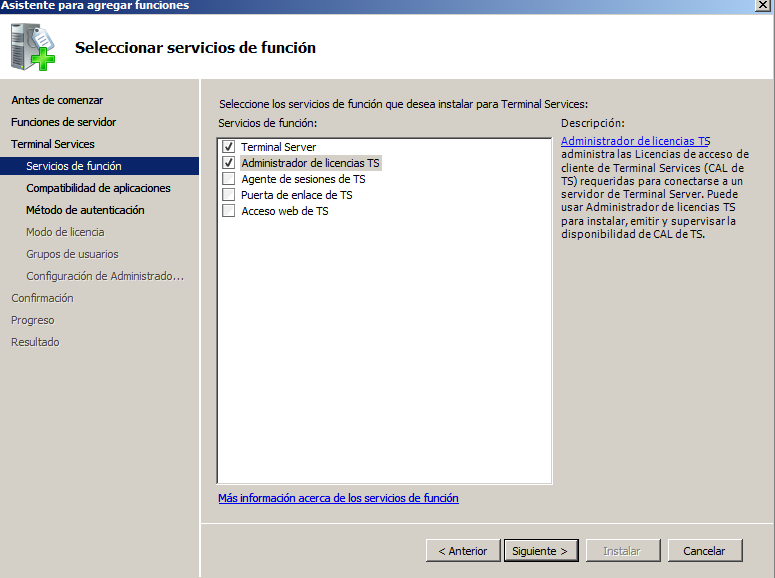 Asistente para agregar funciones
Seleccionar servicios de función
Antes de comenzar
Funciones de servidor
Terminal Services
Servicios de función
Compatibilidad de aplicaciones
Método de autenticación
Modo de licencia
Grupos de usuarios
Configuración de Administrado...
Confirmación
Progreso
Resultado
Seleccione los servicios de función que desea instalar para Terminal Services:
Servicios de función:
Terminal Server
Administrador de licencias TS
Agente de sesiones de TS
Puerta de enlace de TS
Acceso web de TS
Más información acerca de los servicios de función
Descripción:
Administrador de licencias TS
administra las Licencias de acceso de
cliente de Terminal Services (CAL de
TS) requeridas para conectarse a un
servidor de Terminal Server. Puede
usar Administrador de licencias TS
para instalar, emitir y supervisar la
disponibilidad de CAL de TS.
< Anterior
Siguiente >
Instalar
Cancelar